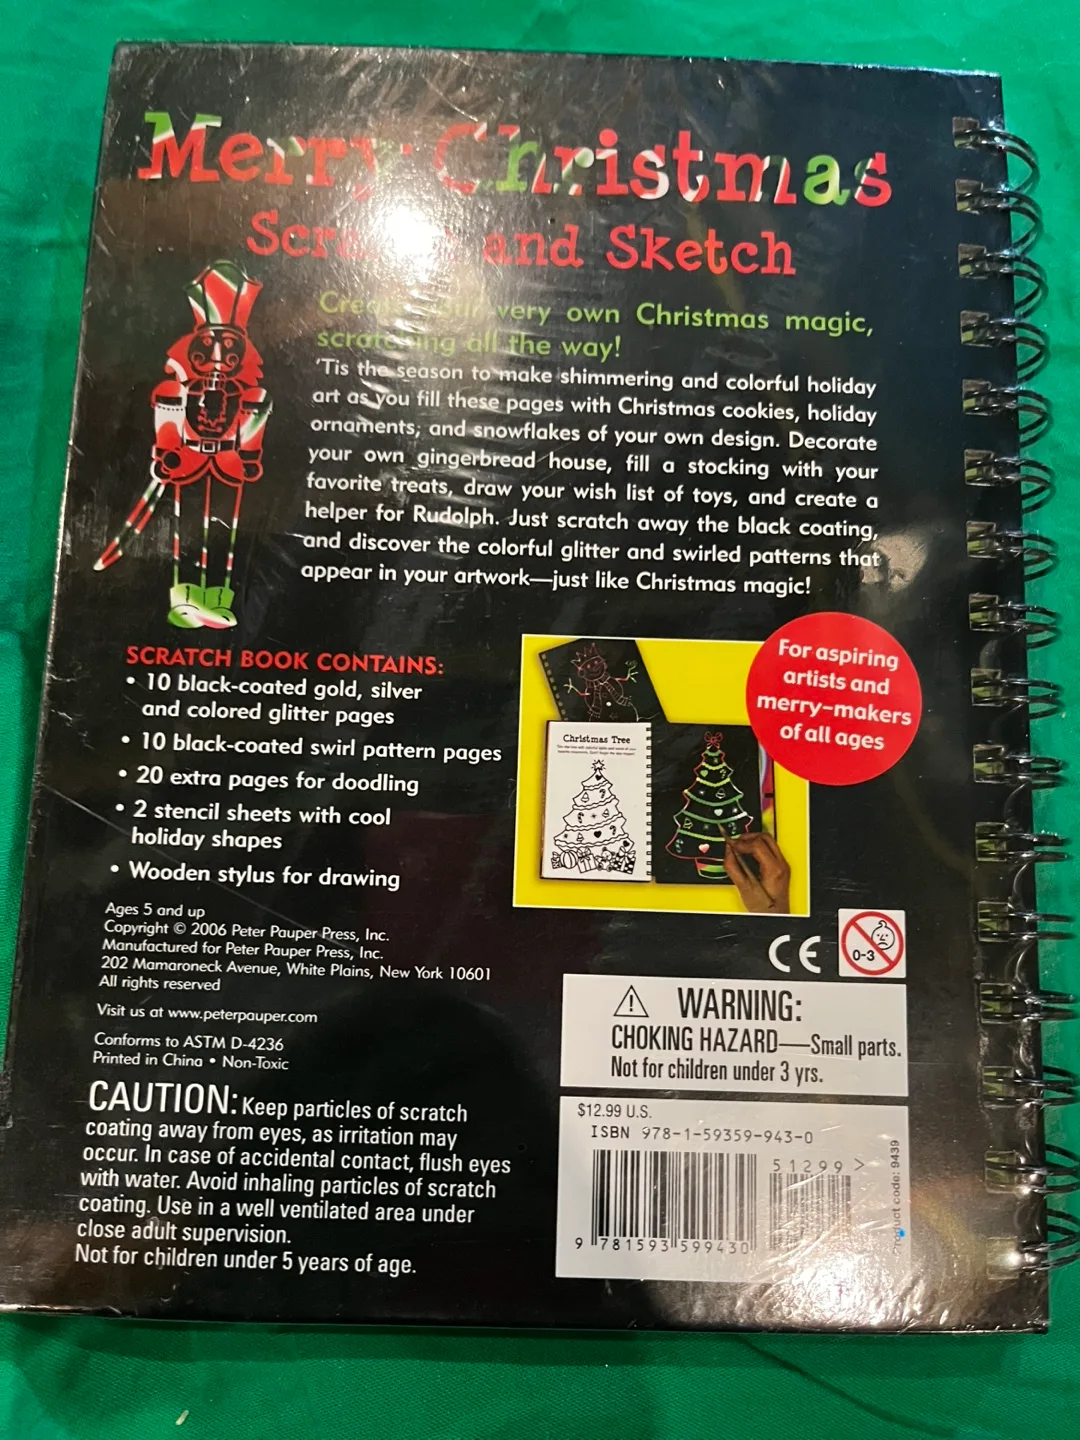 Merry Christmas
Scratch and Sketch
Create your very own Christmas magic,
scratching all the way!
'Tis the season to make shimmering and colorful holiday
art as you fill these pages with Christmas cookies, holiday
ornaments, and snowflakes of your own design. Decorate
your own gingerbread house, fill a stocking with your
favorite treats, draw your wish list of toys, and create a
helper for Rudolph. Just scratch away the black coating,
and discover the colorful glitter and swirled patterns that
appear in your artwork—just like Christmas magic!
SCRATCH BOOK CONTAINS:
• 10 black-coated gold, silver
and colored glitter pages
• 10 black-coated swirl pattern pages
• 20 extra pages for doodling
• 2 stencil sheets with cool
holiday shapes
• Wooden stylus for drawing
For aspiring
artists and
merry-makers
of all ages
Christmas Tree
Ages 5 and up
Copyright © 2006 Peter Pauper Press, Inc.
Manufactured for Peter Pauper Press, Inc.
202 Mamaroneck Avenue, White Plains, New York 10601
All rights reserved
Visit us at www.peterpauper.com
Conforms to ASTM D-4236
Printed in China • Non-Toxic
CAUTION: Keep particles of scratch
coating away from eyes, as irritation may
occur. In case of accidental contact, flush eyes
with water. Avoid inhaling particles of scratch
coating. Use in a well ventilated area under
close adult supervision.
Not for children under 5 years of age.
CE
0-3
WARNING:
CHOKING HAZARD—Small parts.
Not for children under 3 yrs.
$12.99 U.S.
ISBN 978-1-59359-943-0
51299>
9 781593 599430
Product code: 9439